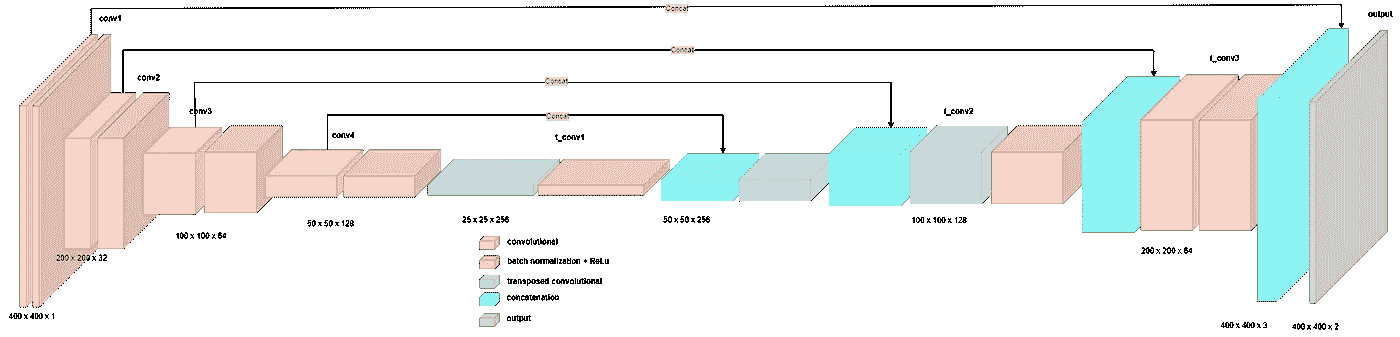 Concat
output
conv1
Concat
t_conv3
conv2
Concat
conv3
t_conv2
Concat
conv4
t_conv1
25 x 25 x 256
50 x 50 x 256
100 x 100 x 128
50 x 50 x 128
100 x 100 x 64
200 x 200 x 64
200 x 200 x 32
400 x 400 x 1
400 x 400 x 3
400 x 400 x 2
convolutional
batch normalization + ReLu
transposed convolutional
concatenation
output